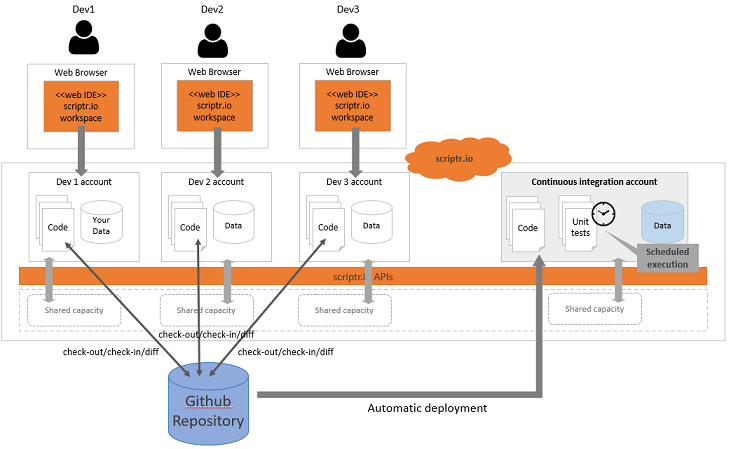 Dev1
Dev2
Dev3
Web Browser
Web Browser
Web Browser
<<web IDE>>
scriptr.io
workspace
<<web IDE>>
scriptr.io
workspace
<<web IDE>>
scriptr.io
workspace
scriptr.io
Dev 1 account
Dev 2 account
Dev 3 account
Continuous integration account
Code
Your
Data
Code
Data
Code
Data
Code
Unit
tests
Data
Scheduled
execution
scriptr.io APIs
Shared capacity
Shared capacity
Shared capacity
Shared capacity
check-out/check-in/diff
check-out/check-in/diff
check-out/check-in/diff
Github
Repository
Automatic deployment